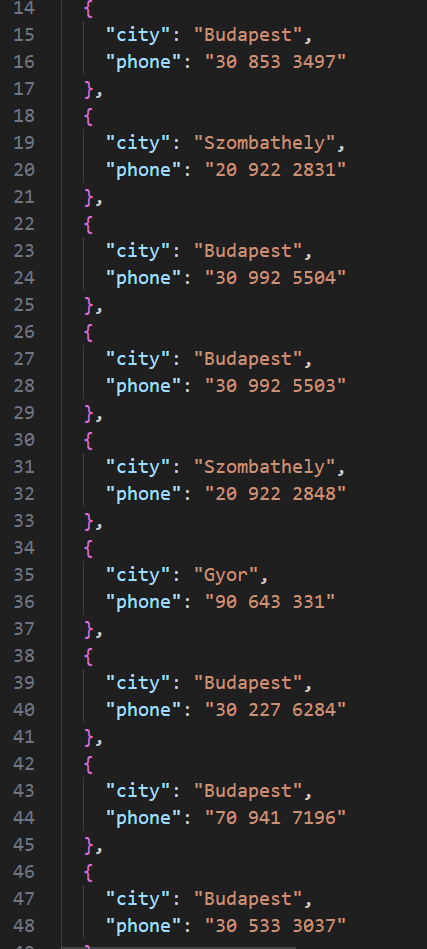 14 {
15 "city": "Budapest",
16 "phone": "30 853 3497"
17 },
18 {
19 "city": "Szombathely",
20 "phone": "20 922 2831"
21 },
22 {
23 "city": "Budapest",
24 "phone": "30 992 5504"
25 },
26 {
27 "city": "Budapest",
28 "phone": "30 992 5503"
29 },
30 {
31 "city": "Szombathely",
32 "phone": "20 922 2848"
33 },
34 {
35 "city": "Gyor",
36 "phone": "90 643 331"
37 },
38 {
39 "city": "Budapest",
40 "phone": "30 227 6284"
41 },
42 {
43 "city": "Budapest",
44 "phone": "70 941 7196"
45 },
46 {
47 "city": "Budapest",
48 "phone": "30 533 3037"